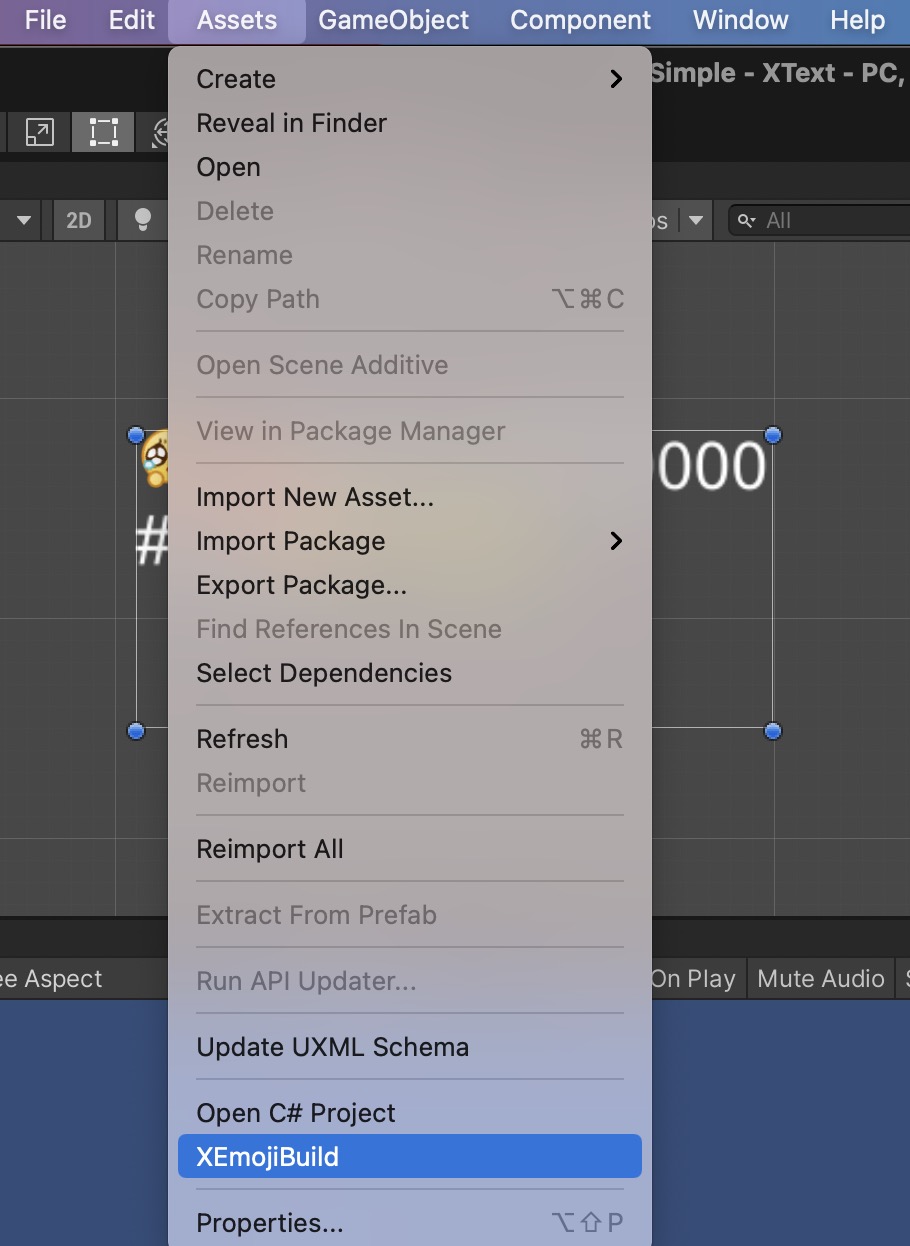 File Edit Assets GameObject Component Window Help
Simple - XText - PC,
Create
Reveal in Finder
Open
Delete
2D
All
Rename
Copy Path ⌥⌘C
Open Scene Additive
View in Package Manager
0000
Import New Asset...
#
Import Package
Export Package...
Find References In Scene
Select Dependencies
Refresh ⌘R
Reimport
Reimport All
Extract From Prefab
Run API Updater...
Aspect
On Play
Mute Audio
Update UXML Schema
Open C# Project
XEmojiBuild
Properties... ⌥⇧P